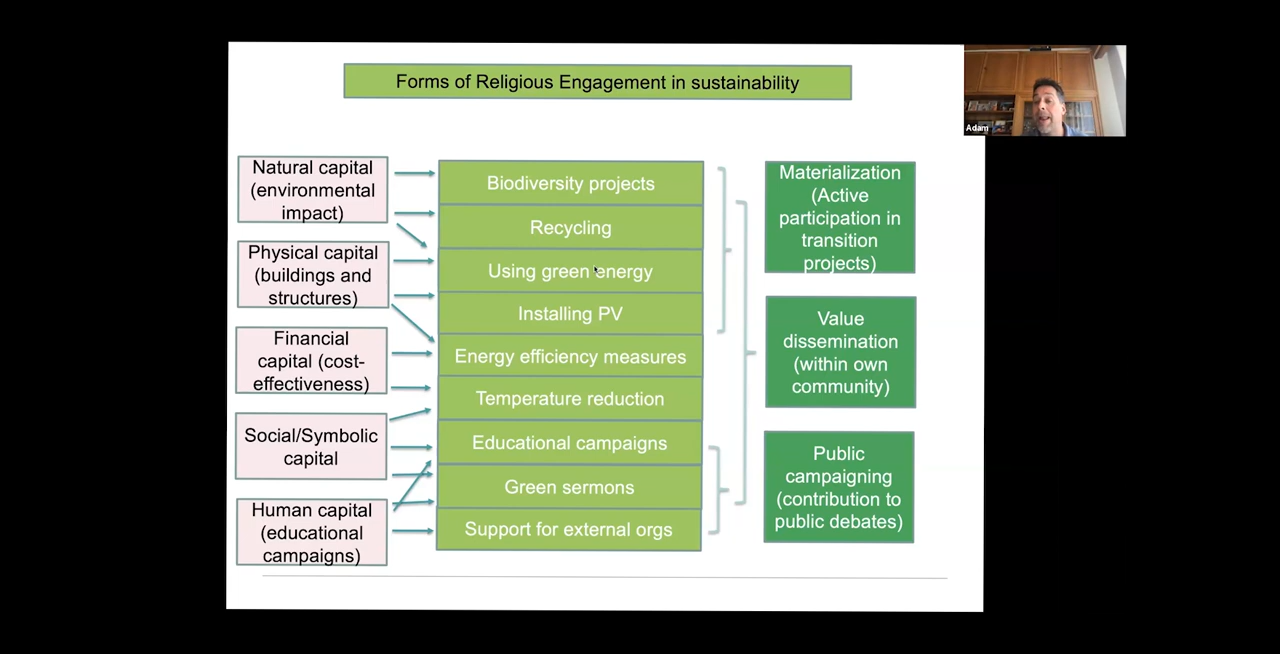 Forms of Religious Engagement in sustainability
Adam
Natural capital
(environmental
impact)
Physical capital
(buildings and
structures)
Financial
capital (cost-
effectiveness)
Social/Symbolic
capital
Human capital
(educational
campaigns)
Biodiversity projects
Recycling
Using green energy
Installing PV
Energy efficiency measures
Temperature reduction
Educational campaigns
Green sermons
Support for external orgs
Materialization
(Active
participation in
transition
projects)
Value
dissemination
(within own
community)
Public
campaigning
(contribution to
public debates)